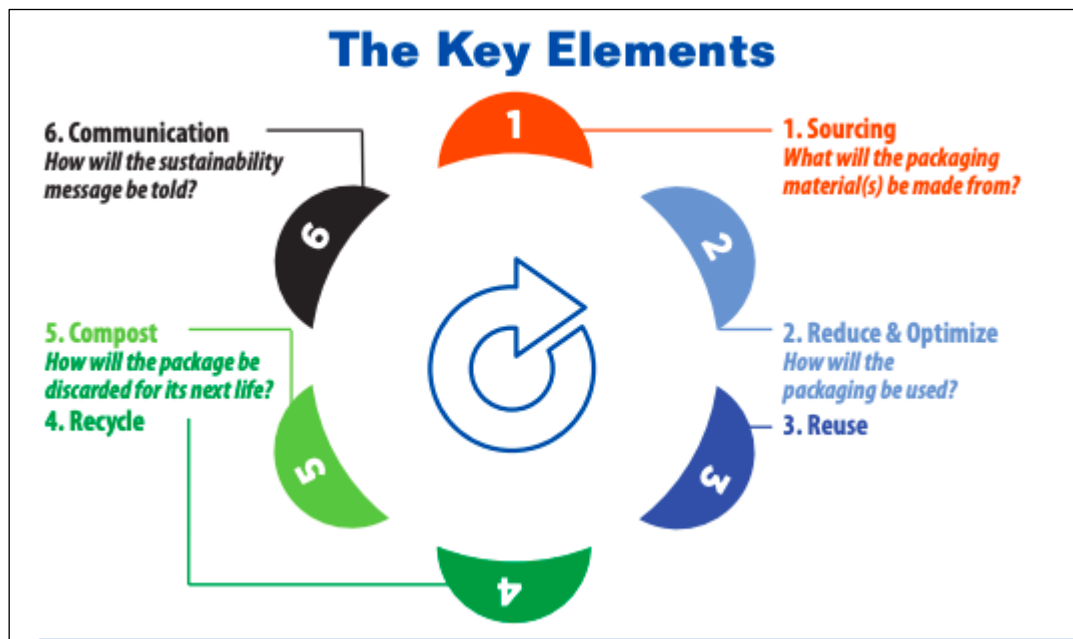 The Key Elements
1
1. Sourcing
What will the packaging
material(s) be made from?
2
2. Reduce & Optimize
How will the
packaging be used?
3
3. Reuse
4
5
5. Compost
How will the package be
discarded for its next life?
4. Recycle
6
6. Communication
How will the sustainability
message be told?